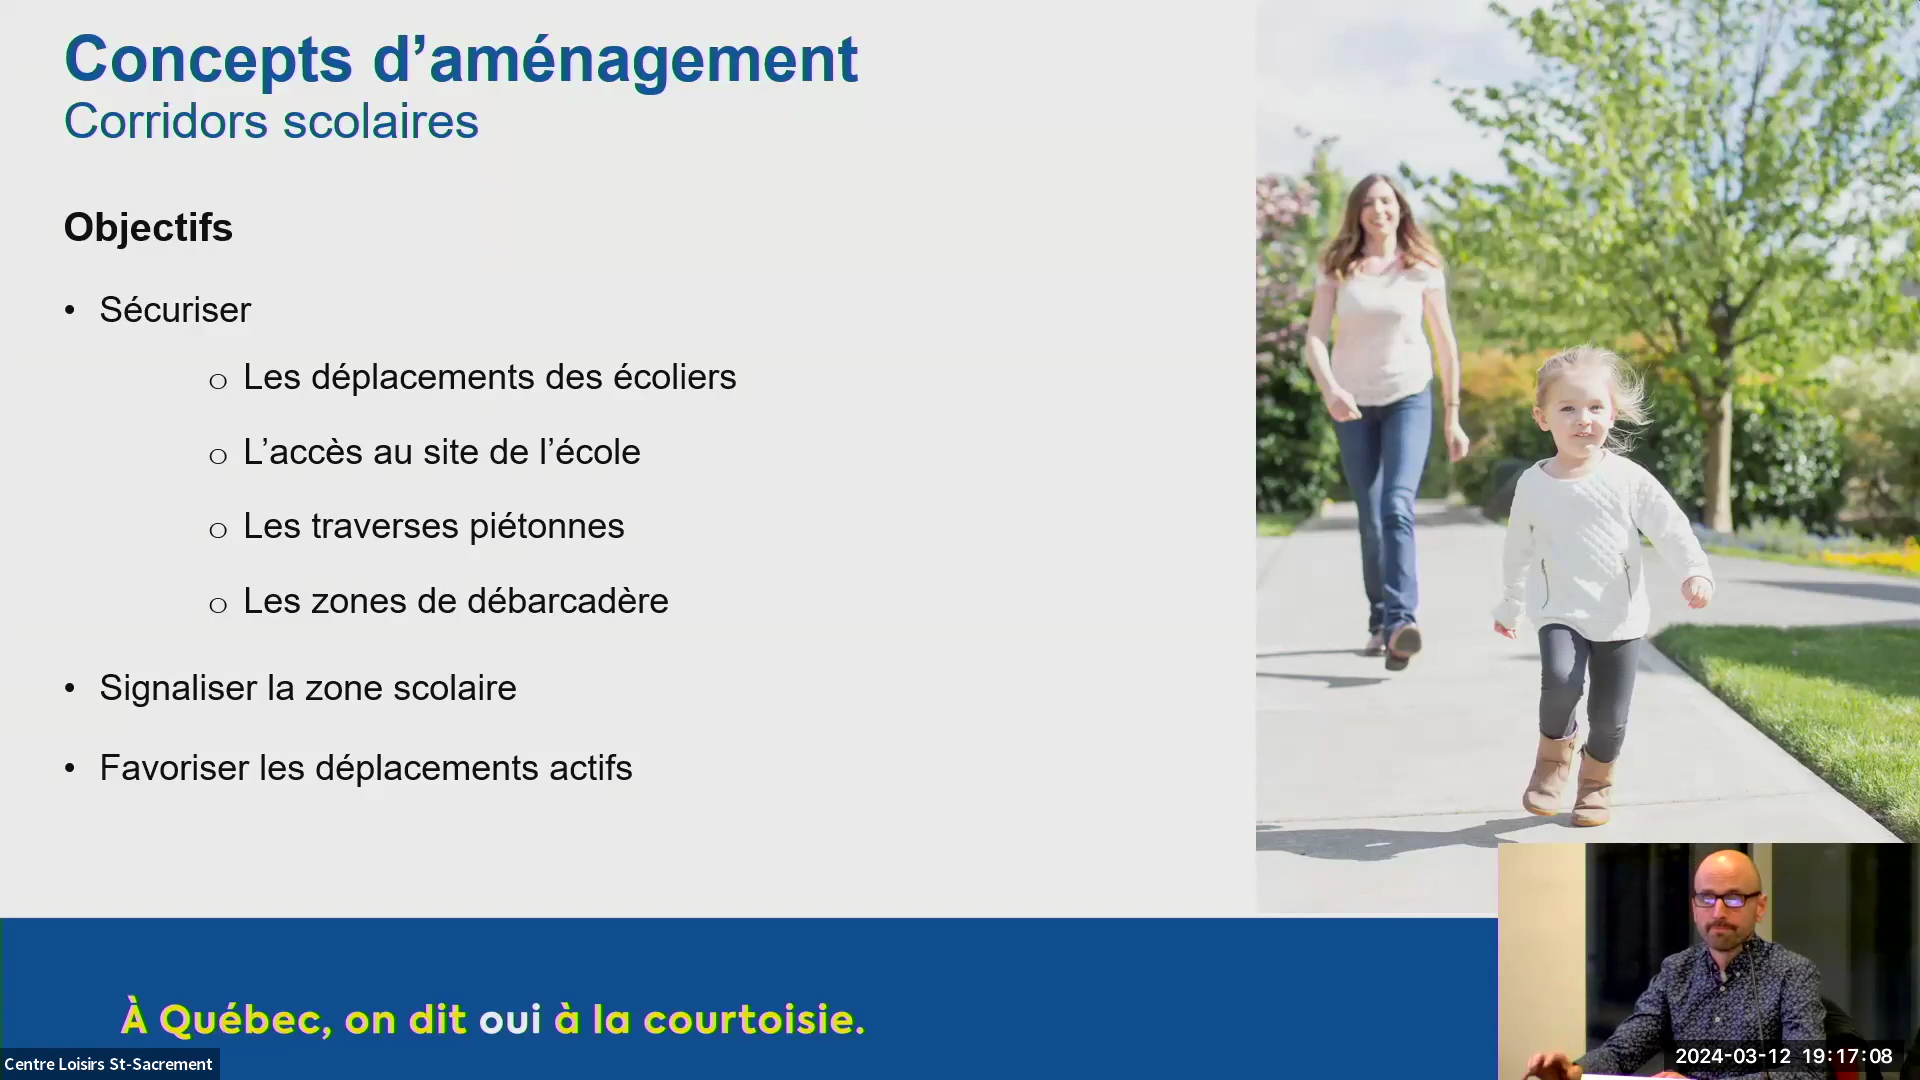 Concepts d’aménagement
Corridors scolaires
Objectifs
• Sécuriser
o Les déplacements des écoliers
o L’accès au site de l’école
o Les traverses piétonnes
o Les zones de débarcadère
• Signaliser la zone scolaire
• Favoriser les déplacements actifs
À Québec, on dit oui à la courtoisie.
Centre Loisirs St-Sacrement
2024-03-12 19:17:08